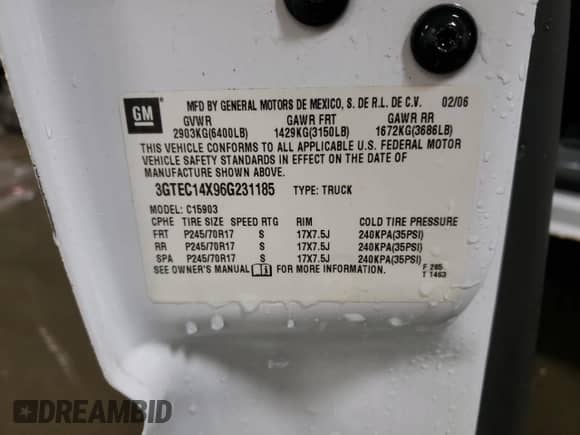 GM
MFD BY GENERAL MOTORS DE MEXICO, S. DE R.L. DE C.V. 02/06
GVWR GAWR FRT GAWR RR
2903KG(6400LB) 1429KG(3150LB) 1672KG(3686LB)
THIS VEHICLE CONFORMS TO ALL APPLICABLE U.S. FEDERAL MOTOR
VEHICLE SAFETY STANDARDS IN EFFECT ON THE DATE OF
MANUFACTURE SHOWN ABOVE.
3GTEC14X96G231185 TYPE: TRUCK
MODEL: C15903
CPHE TIRE SIZE SPEED RTG RIM COLD TIRE PRESSURE
FRT P245/70R17 S 17X7.5J 240KPA(35PSI)
RR P245/70R17 S 17X7.5J 240KPA(35PSI)
SPA P245/70R17 S 17X7.5J 240KPA(35PSI)
SEE OWNER'S MANUAL FOR MORE INFORMATION.
F 285
T 1463
DREAMBID